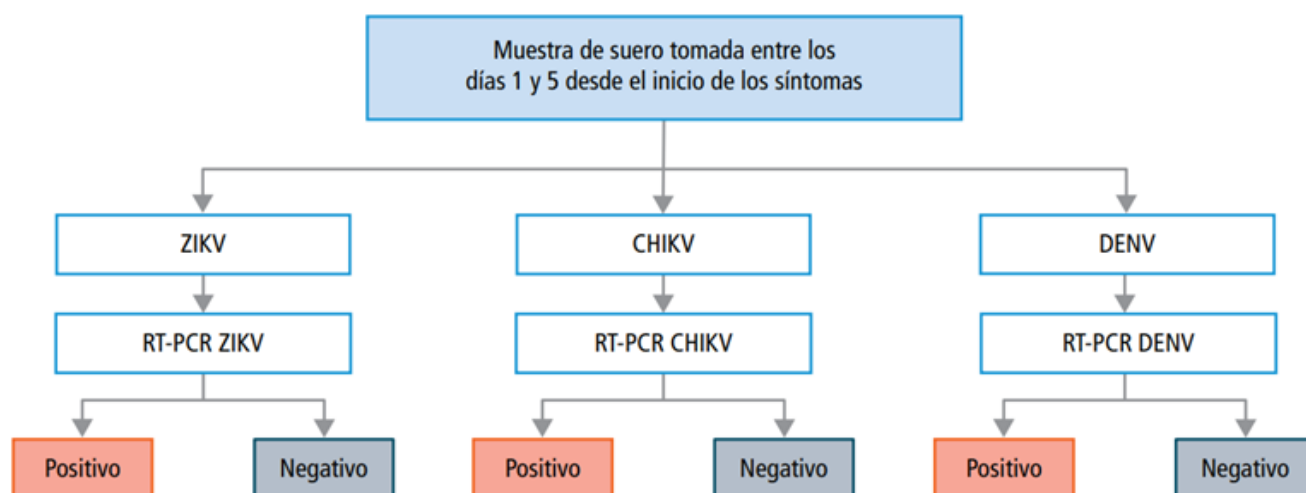 Muestra de suero tomada entre los
días 1 y 5 desde el inicio de los síntomas
ZIKV
CHIKV
DENV
RT-PCR ZIKV
RT-PCR CHIKV
RT-PCR DENV
Positivo
Negativo
Positivo
Negativo
Positivo
Negativo